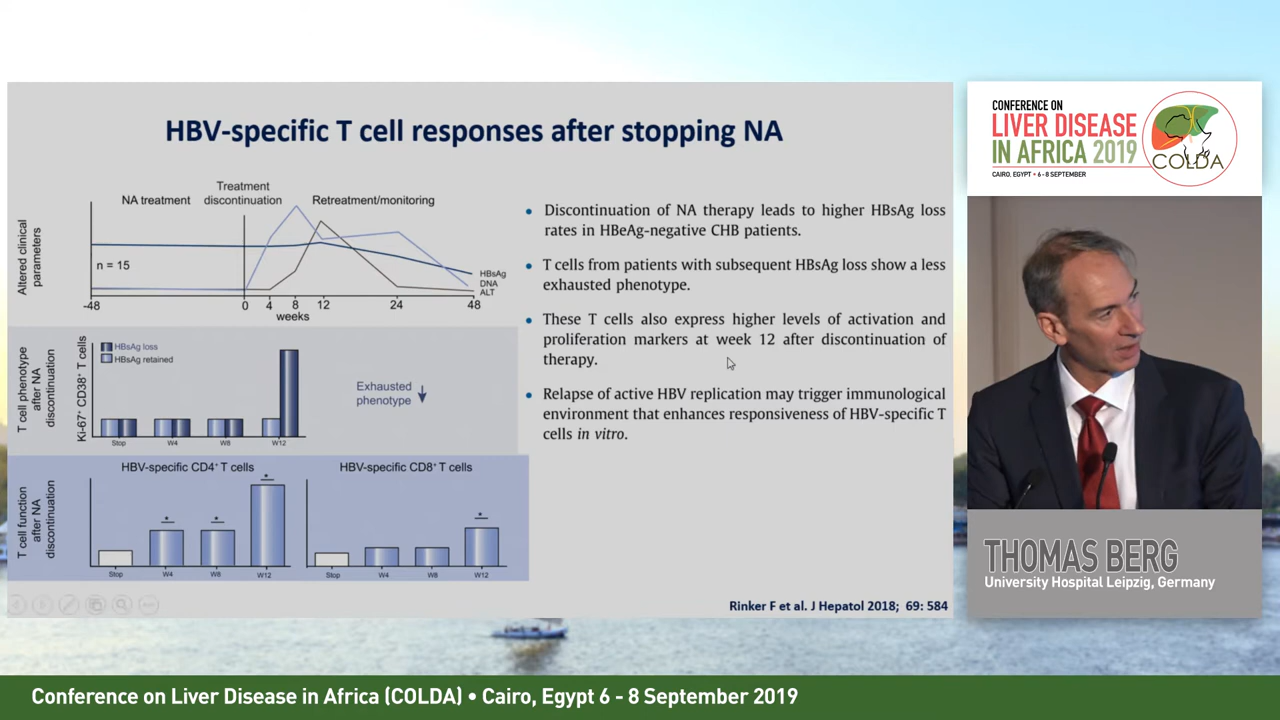 HBV-specific T cell responses after stopping NA
Altered clinical
parameters
NA treatment
Treatment
discontinuation
Retreatment/monitoring
n = 15
HBsAg
DNA
ALT
-48
0
4
8
12
24
48
weeks
T cell phenotype
after NA
discontinuation
Ki-67⁺ CD38⁺ T cells
HBsAg loss
HBsAg retained
Stop
W4
W8
W12
Exhausted
phenotype
T cell function
after NA
discontinuation
HBV-specific CD4⁺ T cells
*
*
*
Stop
W4
W8
W12
HBV-specific CD8⁺ T cells
*
Stop
W4
W8
W12
• Discontinuation of NA therapy leads to higher HBsAg loss
rates in HBeAg-negative CHB patients.
• T cells from patients with subsequent HBsAg loss show a less
exhausted phenotype.
• These T cells also express higher levels of activation and
proliferation markers at week 12 after discontinuation of
therapy.
• Relapse of active HBV replication may trigger immunological
environment that enhances responsiveness of HBV-specific T
cells in vitro.
Rinker F et al. J Hepatol 2018; 69: 584
CONFERENCE ON
LIVER DISEASE
IN AFRICA 2019
CAIRO, EGYPT • 6 - 8 SEPTEMBER
COLDA
THOMAS BERG
University Hospital Leipzig, Germany
Conference on Liver Disease in Africa (COLDA) • Cairo, Egypt 6 - 8 September 2019